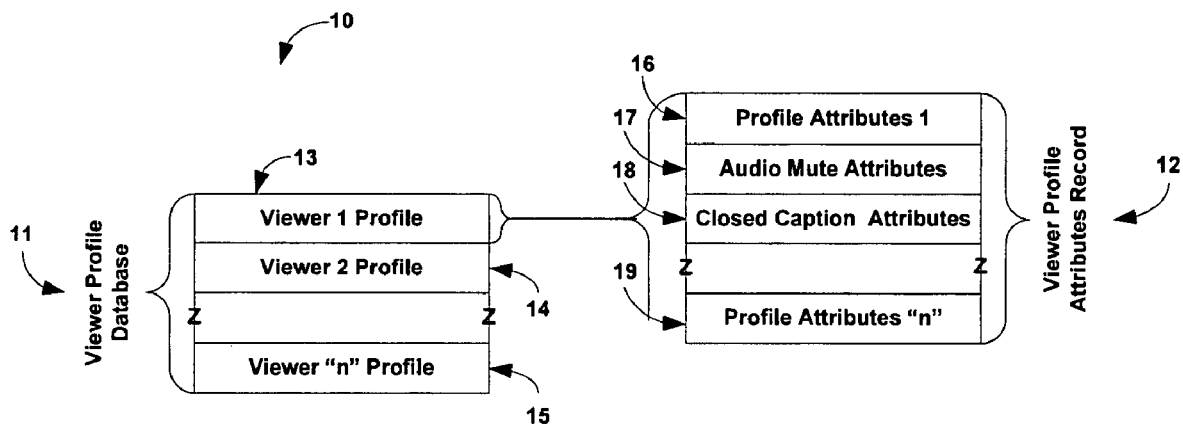 10
11
Viewer Profile
Database
13
Viewer 1 Profile
Viewer 2 Profile
14
Z
Z
Viewer “n” Profile
15
16
Profile Attributes 1
17
Audio Mute Attributes
18
Closed Caption Attributes
19
Z
Z
Profile Attributes “n”
Viewer Profile
Attributes Record
12